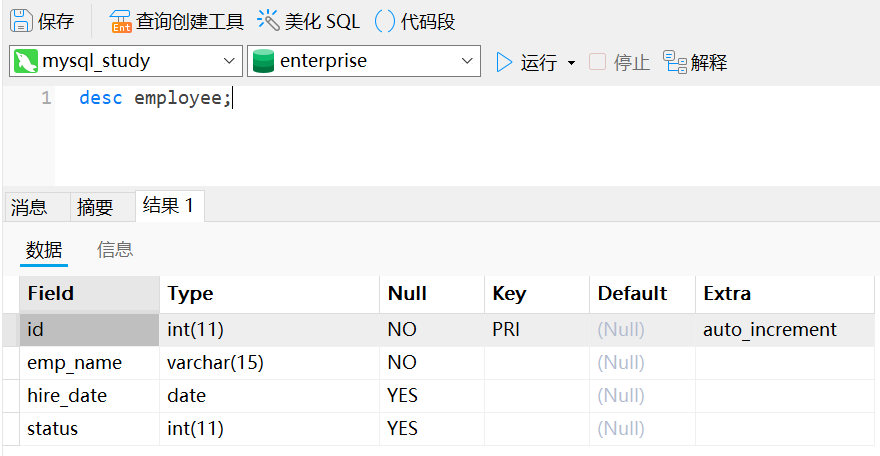 保存 Ent 查询创建工具 美化 SQL () 代码段
mysql_study enterprise 运行 停止 解释
1 desc employee;
消息 摘要 结果 1
数据 信息
Field Type Null Key Default Extra
id int(11) NO PRI (Null) auto_increment
emp_name varchar(15) NO (Null)
hire_date date YES (Null)
status int(11) YES (Null)